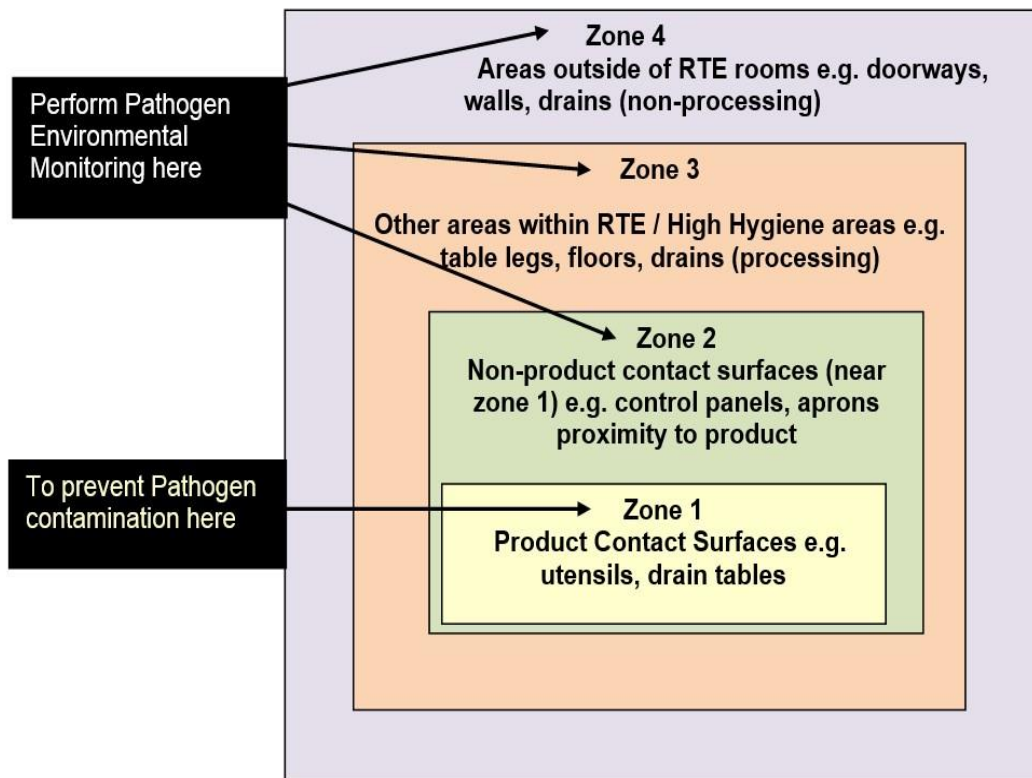 Zone 4
Areas outside of RTE rooms e.g. doorways,
walls, drains (non-processing)
Perform Pathogen
Environmental
Monitoring here
Zone 3
Other areas within RTE / High Hygiene areas e.g.
table legs, floors, drains (processing)
Zone 2
Non-product contact surfaces (near
zone 1) e.g. control panels, aprons
proximity to product
To prevent Pathogen
contamination here
Zone 1
Product Contact Surfaces e.g.
utensils, drain tables